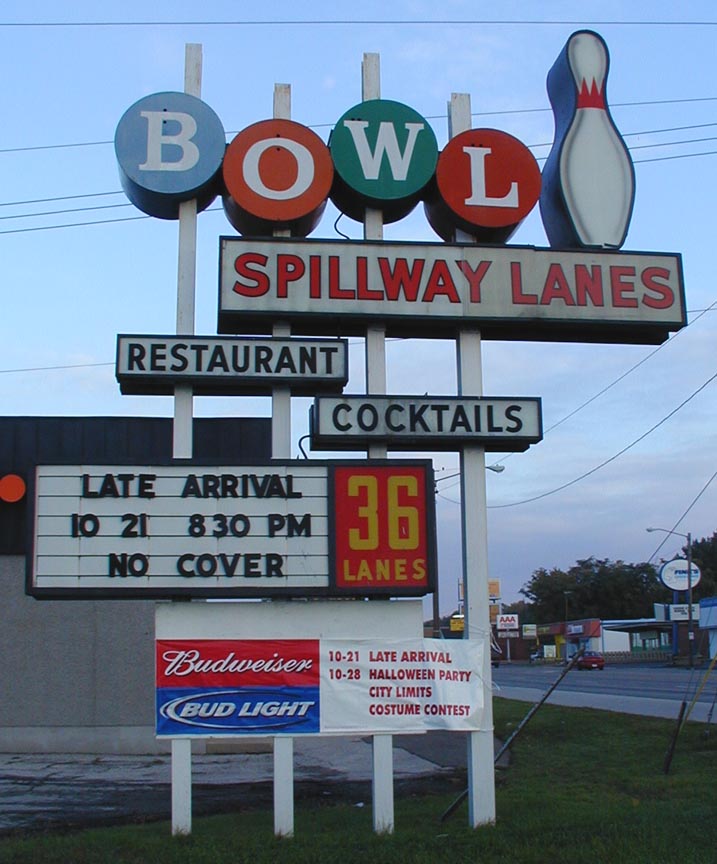 BOWL
SPILLWAY LANES
RESTAURANT
COCKTAILS
LATE ARRIVAL
10 21 830 PM
NO COVER
36
LANES
Budweiser
BUD LIGHT
10-21 LATE ARRIVAL
10-28 HALLOWEEN PARTY
CITY LIMITS
COSTUME CONTEST
AAA